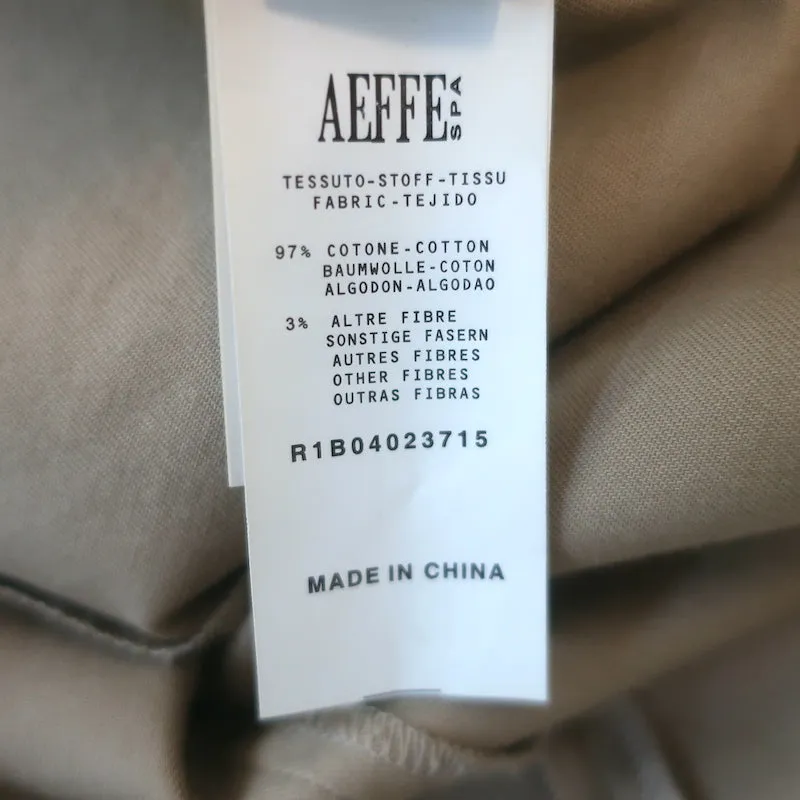 AEFFE SPA
TESSUTO-STOFF-TISSU
FABRIC-TEJIDO
97% COTONE-COTTON
BAUMWOLLE-COTON
ALGODON-ALGODAO
3% ALTRE FIBRE
SONSTIGE FASERN
AUTRES FIBRES
OTHER FIBRES
OUTRAS FIBRAS
R1B04023715
MADE IN CHINA